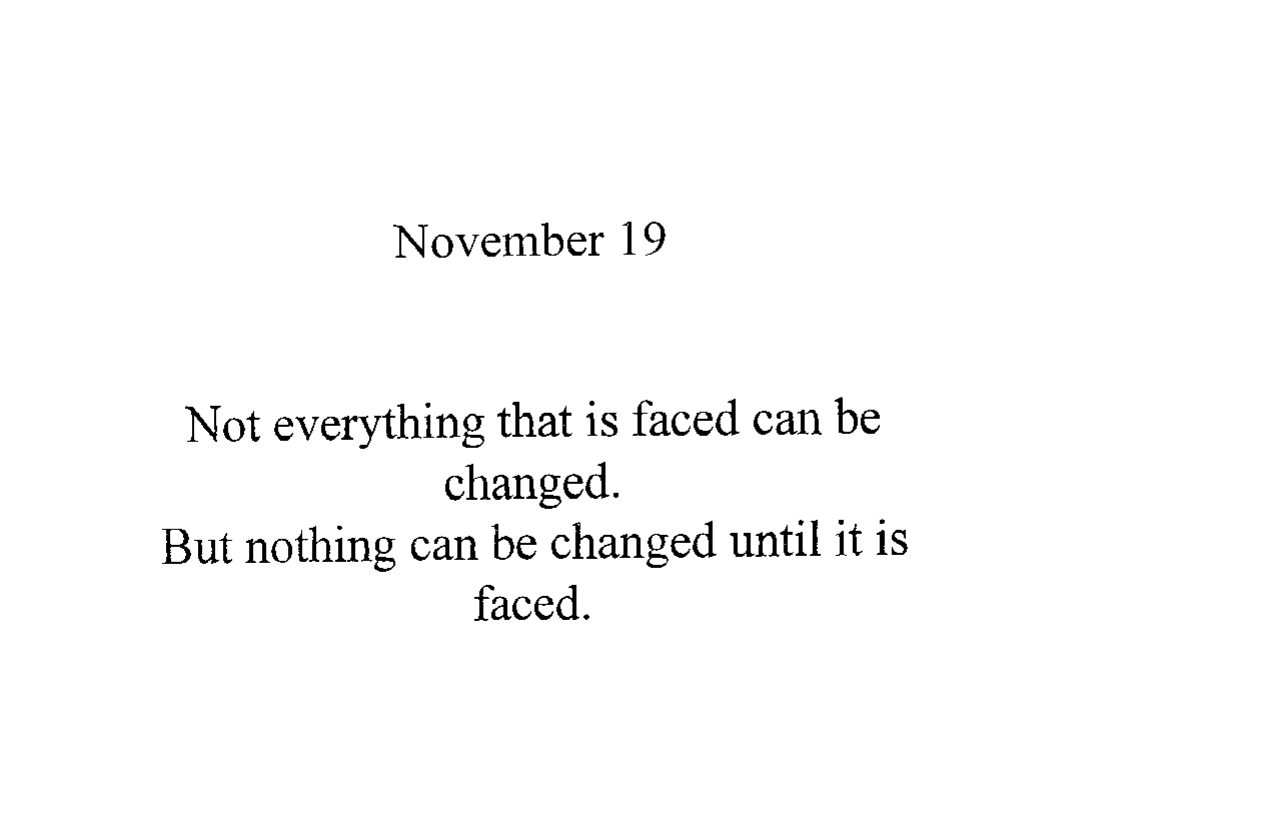 November 19
Not everything that is faced can be
changed.
But nothing can be changed until it is
faced.